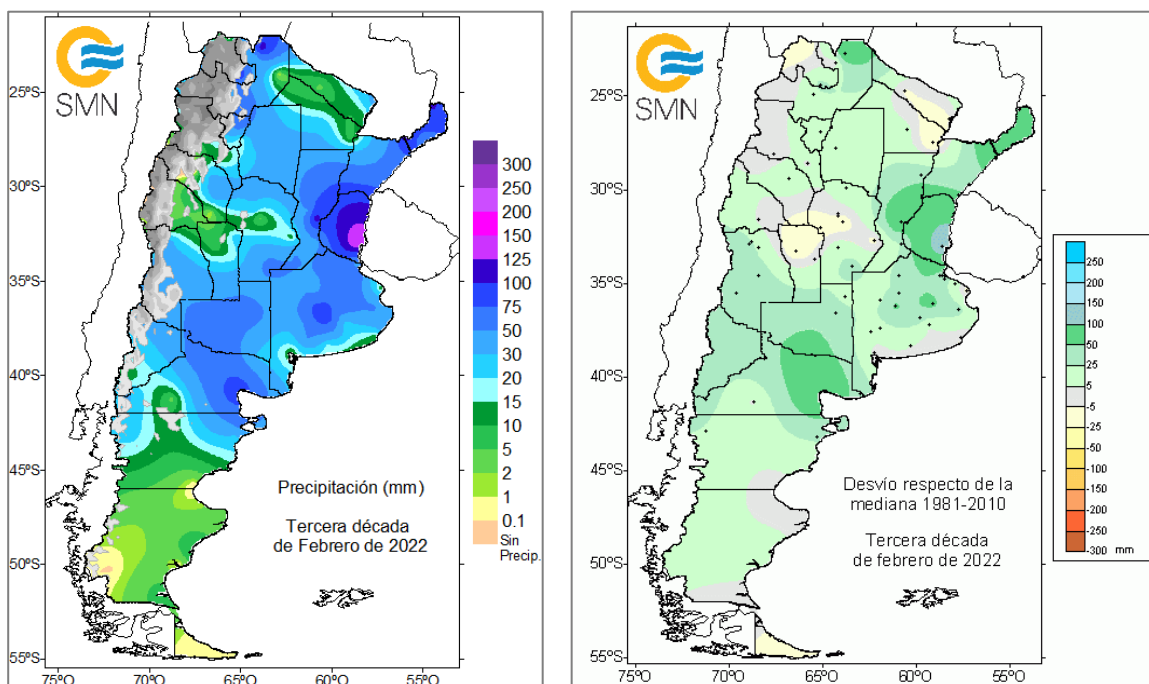 SMN
25ºS
30ºS
35ºS
40ºS
45ºS
50ºS
55ºS
75ºO
70ºO
65ºO
60ºO
55ºO
300
250
200
150
125
100
75
50
30
20
15
10
5
2
1
0.1
Sin
Precip.
Precipitación (mm)
Tercera década
de Febrero de 2022
SMN
25ºS
30ºS
35ºS
40ºS
45ºS
50ºS
55ºS
75ºO
70ºO
65ºO
60ºO
55ºO
Desvío respecto de la
mediana 1981-2010
Tercera década
de febrero de 2022
250
200
150
100
50
25
5
-5
-25
-50
-100
-150
-200
-250
-300 mm